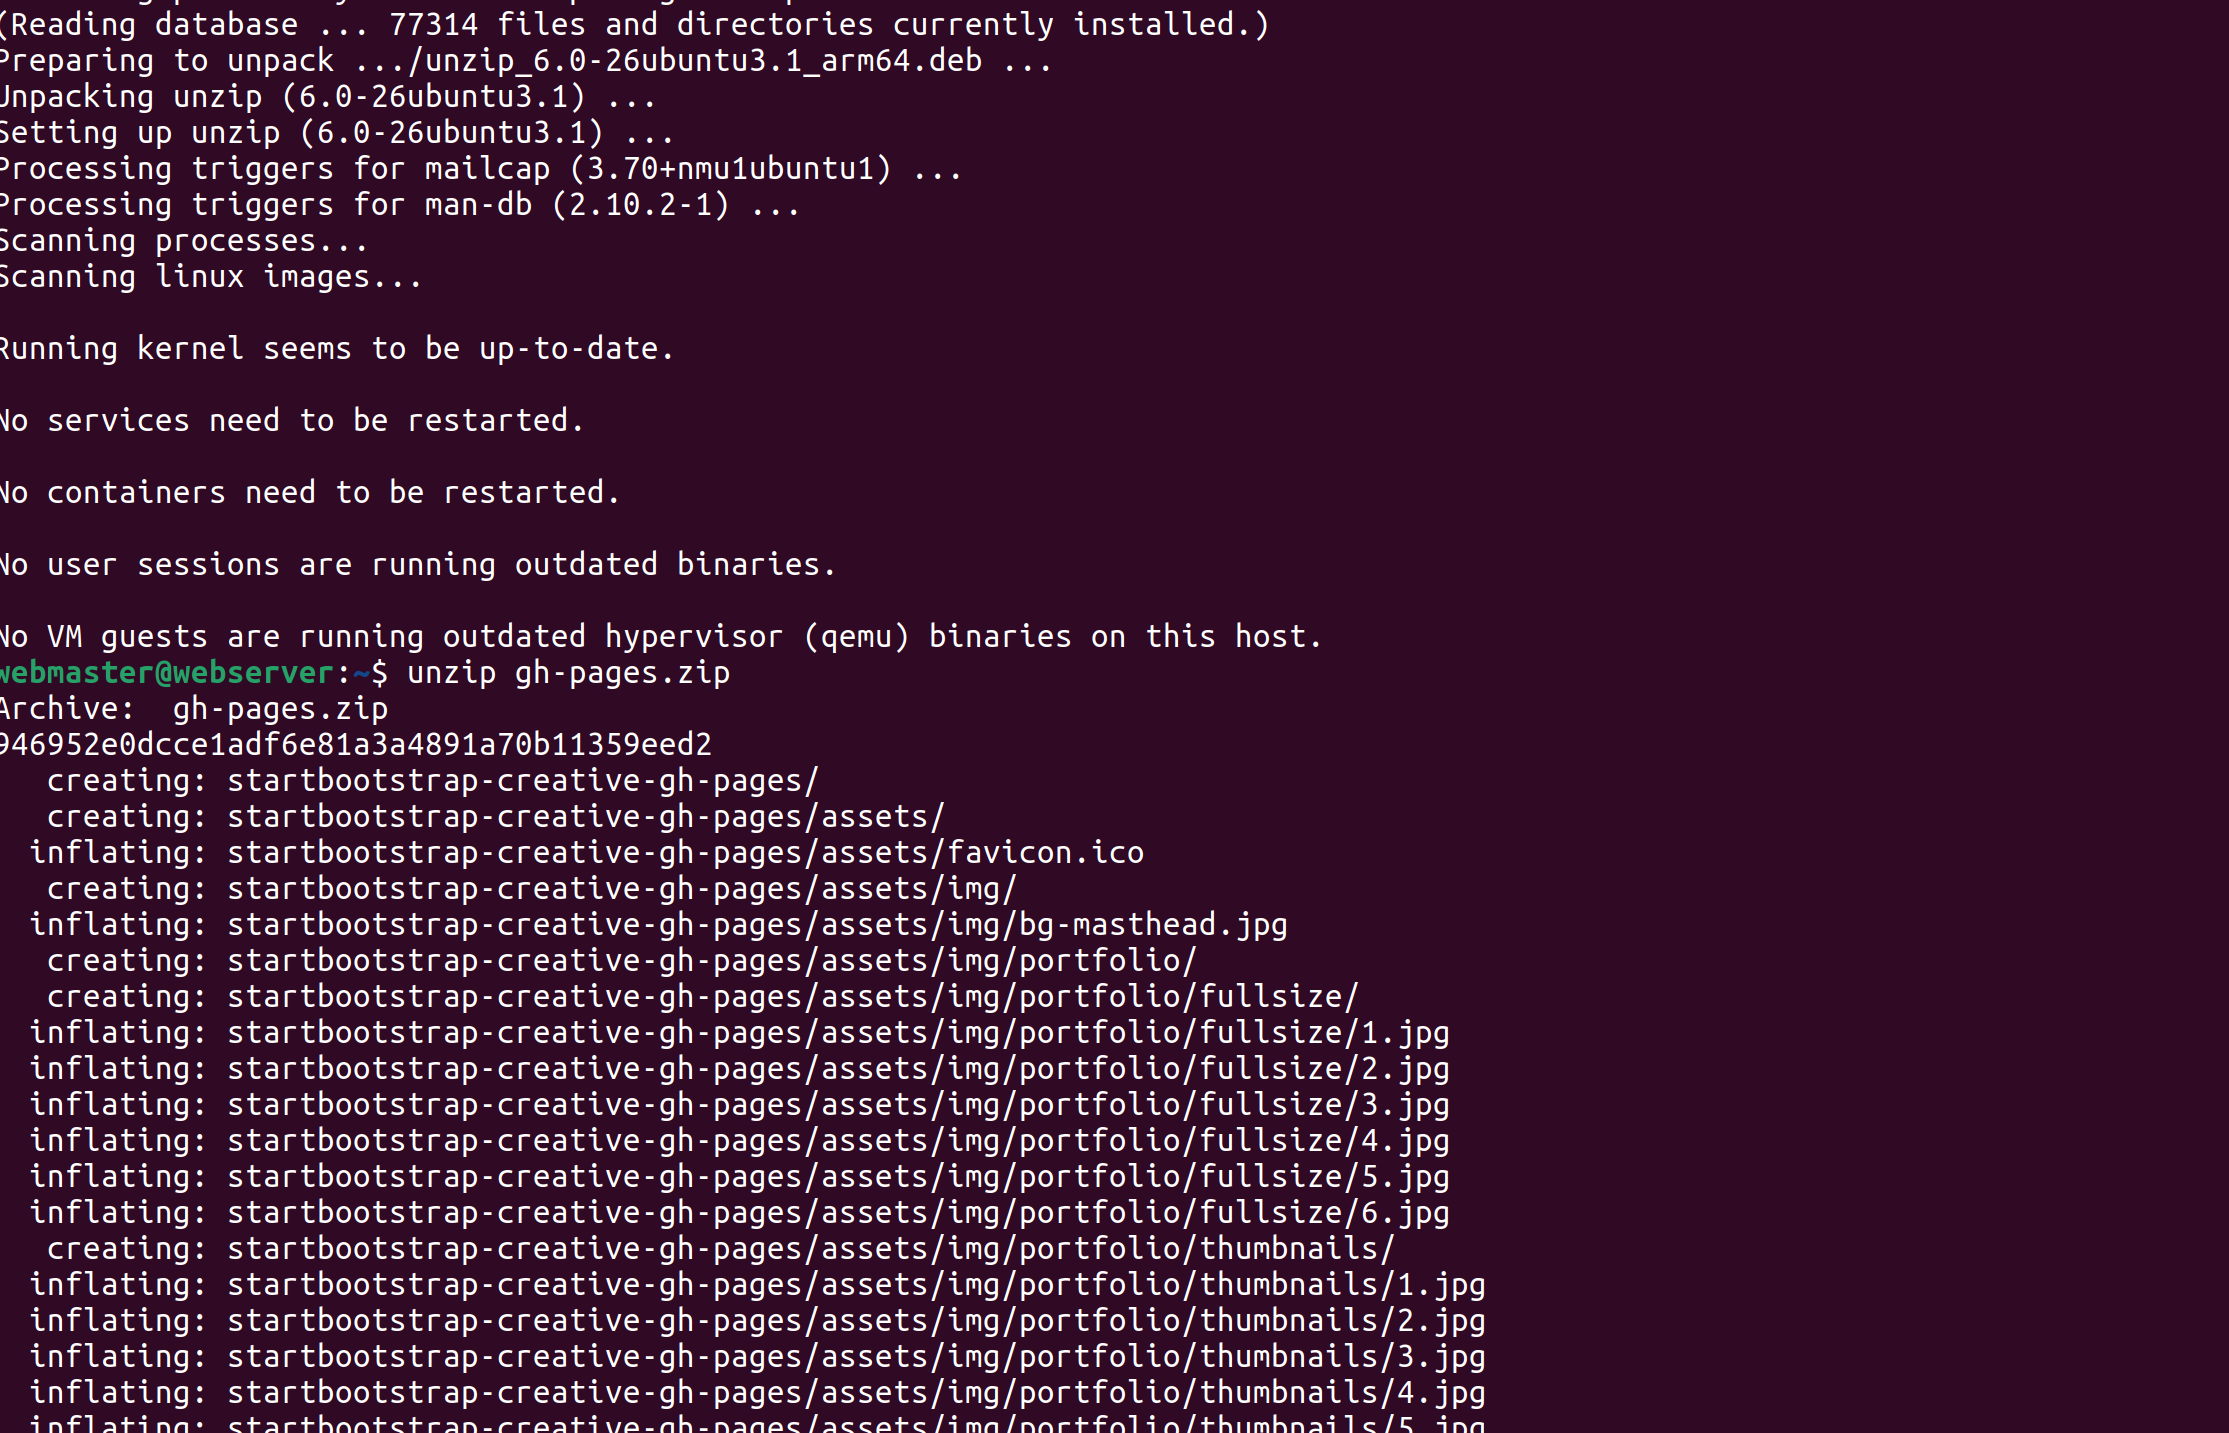 (Reading database ... 77314 files and directories currently installed.)
Preparing to unpack .../unzip_6.0-26ubuntu3.1_arm64.deb ...
Unpacking unzip (6.0-26ubuntu3.1) ...
Setting up unzip (6.0-26ubuntu3.1) ...
Processing triggers for mailcap (3.70+nmu1ubuntu1) ...
Processing triggers for man-db (2.10.2-1) ...
Scanning processes...
Scanning linux images...
Running kernel seems to be up-to-date.
No services need to be restarted.
No containers need to be restarted.
No user sessions are running outdated binaries.
No VM guests are running outdated hypervisor (qemu) binaries on this host.
webmaster@webserver:~$ unzip gh-pages.zip
Archive:  gh-pages.zip
946952e0dcce1adf6e81a3a4891a70b11359eed2
creating: startbootstrap-creative-gh-pages/
creating: startbootstrap-creative-gh-pages/assets/
inflating: startbootstrap-creative-gh-pages/assets/favicon.ico
creating: startbootstrap-creative-gh-pages/assets/img/
inflating: startbootstrap-creative-gh-pages/assets/img/bg-masthead.jpg
creating: startbootstrap-creative-gh-pages/assets/img/portfolio/
creating: startbootstrap-creative-gh-pages/assets/img/portfolio/fullsize/
inflating: startbootstrap-creative-gh-pages/assets/img/portfolio/fullsize/1.jpg
inflating: startbootstrap-creative-gh-pages/assets/img/portfolio/fullsize/2.jpg
inflating: startbootstrap-creative-gh-pages/assets/img/portfolio/fullsize/3.jpg
inflating: startbootstrap-creative-gh-pages/assets/img/portfolio/fullsize/4.jpg
inflating: startbootstrap-creative-gh-pages/assets/img/portfolio/fullsize/5.jpg
inflating: startbootstrap-creative-gh-pages/assets/img/portfolio/fullsize/6.jpg
creating: startbootstrap-creative-gh-pages/assets/img/portfolio/thumbnails/
inflating: startbootstrap-creative-gh-pages/assets/img/portfolio/thumbnails/1.jpg
inflating: startbootstrap-creative-gh-pages/assets/img/portfolio/thumbnails/2.jpg
inflating: startbootstrap-creative-gh-pages/assets/img/portfolio/thumbnails/3.jpg
inflating: startbootstrap-creative-gh-pages/assets/img/portfolio/thumbnails/4.jpg
inflating: startbootstrap-creative-gh-pages/assets/img/portfolio/thumbnails/5.jpg